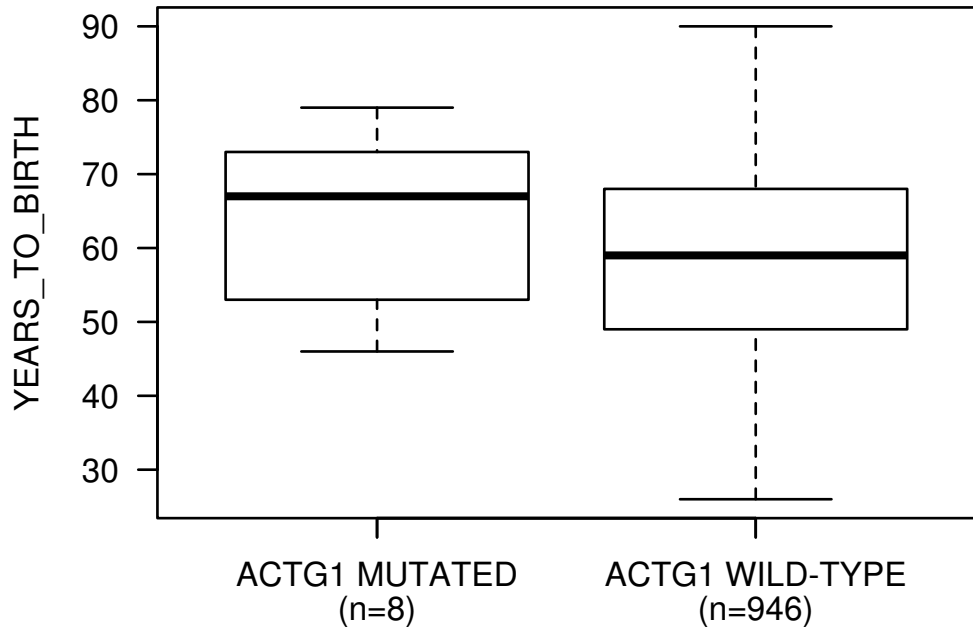 YEARS_TO_BIRTH
90
80
70
60
50
40
30
ACTG1 MUTATED
(n=8)
ACTG1 WILD-TYPE
(n=946)